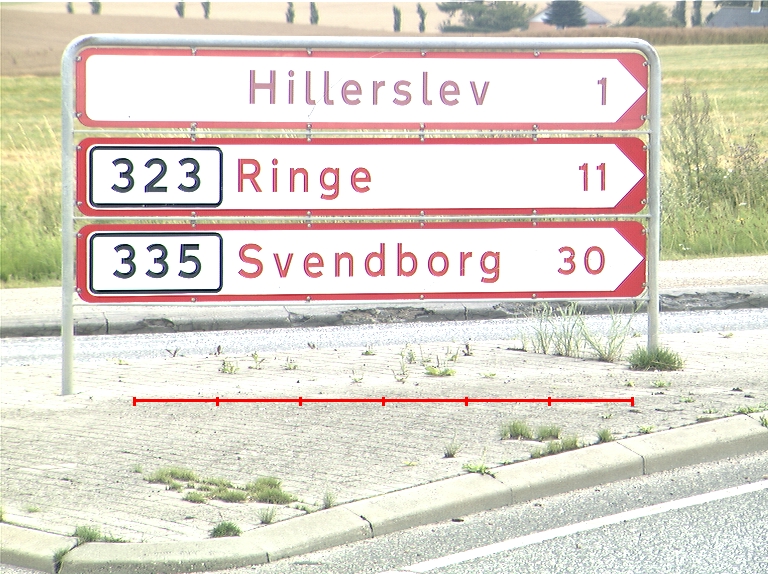 Hillerslev 1
323 Ringe 11
335 Svendborg 30